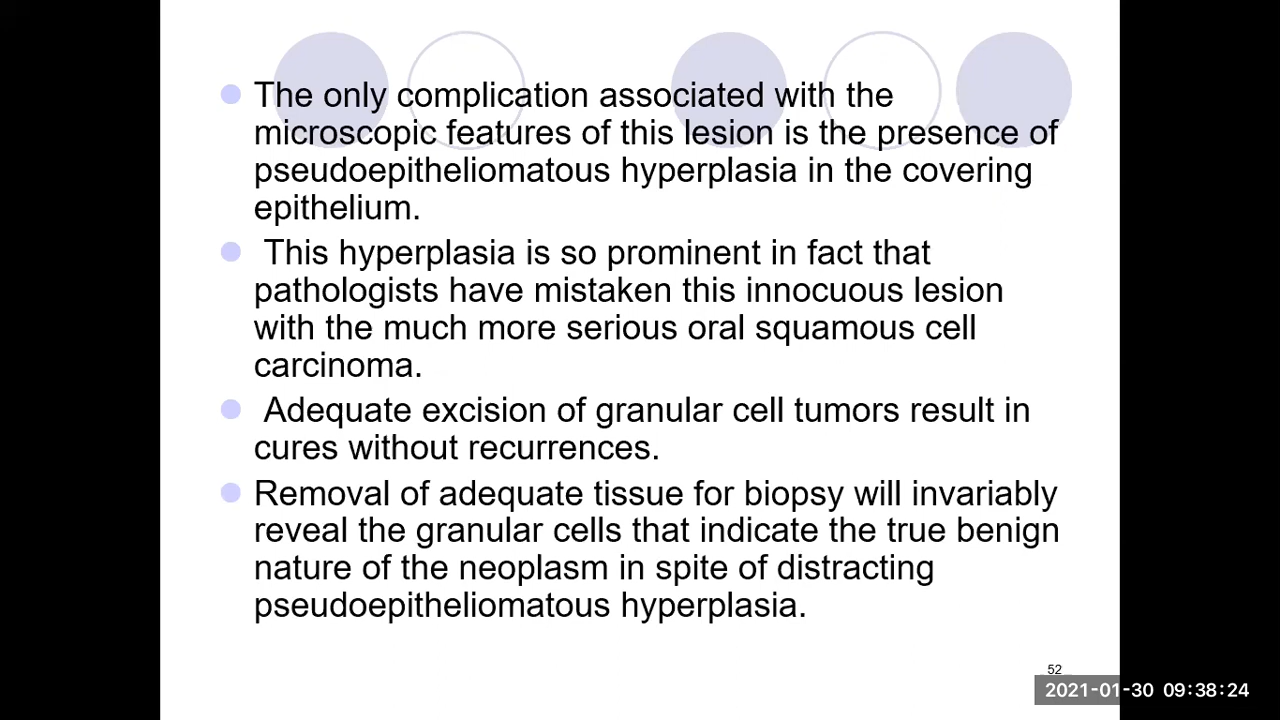 The only complication associated with the
microscopic features of this lesion is the presence of
pseudoepitheliomatous hyperplasia in the covering
epithelium.
This hyperplasia is so prominent in fact that
pathologists have mistaken this innocuous lesion
with the much more serious oral squamous cell
carcinoma.
Adequate excision of granular cell tumors result in
cures without recurrences.
Removal of adequate tissue for biopsy will invariably
reveal the granular cells that indicate the true benign
nature of the neoplasm in spite of distracting
pseudoepitheliomatous hyperplasia.
52
2021-01-30 09:38:24